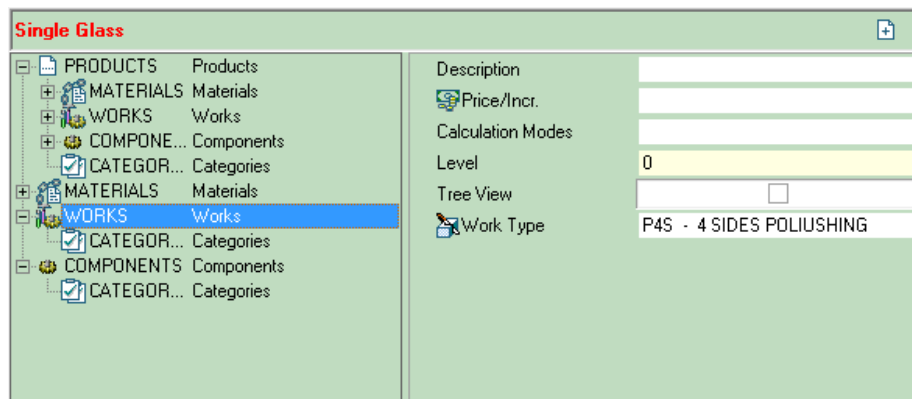 Single Glass
PRODUCTS Products
MATERIALS Materials
WORKS Works
COMPONE... Components
CATEGOR... Categories
MATERIALS Materials
WORKS Works
CATEGOR... Categories
COMPONENTS Components
CATEGOR... Categories
Description
Price/Incr.
Calculation Modes
Level 0
Tree View
Work Type P4S - 4 SIDES POLIUSHING